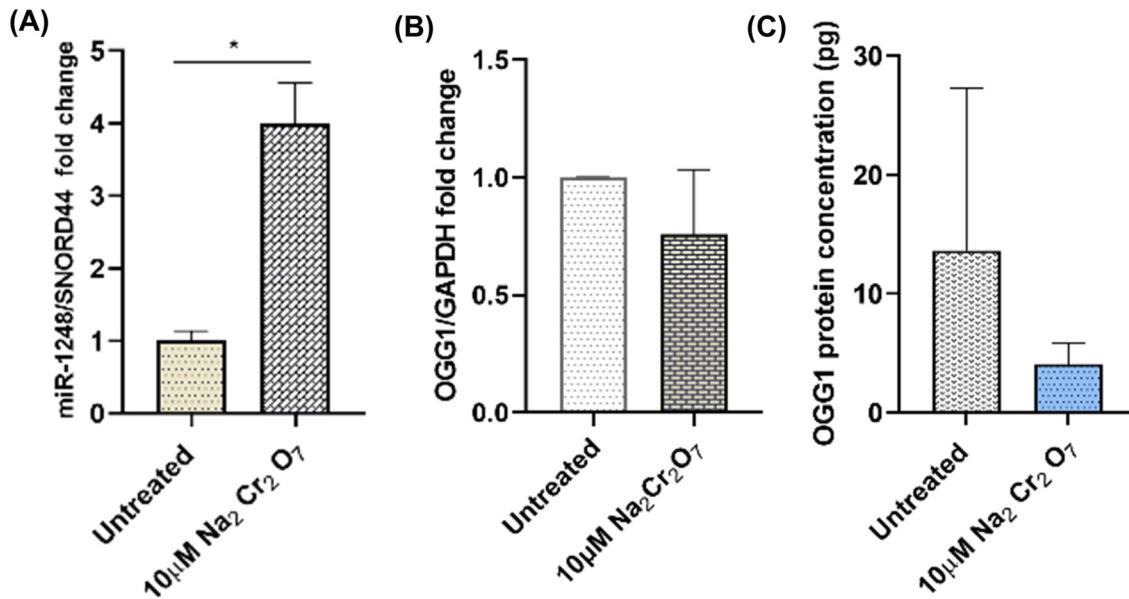 (A)
miR-1248/SNORD44 fold change
5
4
3
2
1
0
*
Untreated
10μM Na₂ Cr₂ O₇
(B)
OGG1/GAPDH fold change
1.5
1.0
0.5
0.0
Untreated
10μM Na₂Cr₂O₇
(C)
OGG1 protein concentration (pg)
30
20
10
0
Untreated
10μM Na₂ Cr₂ O₇